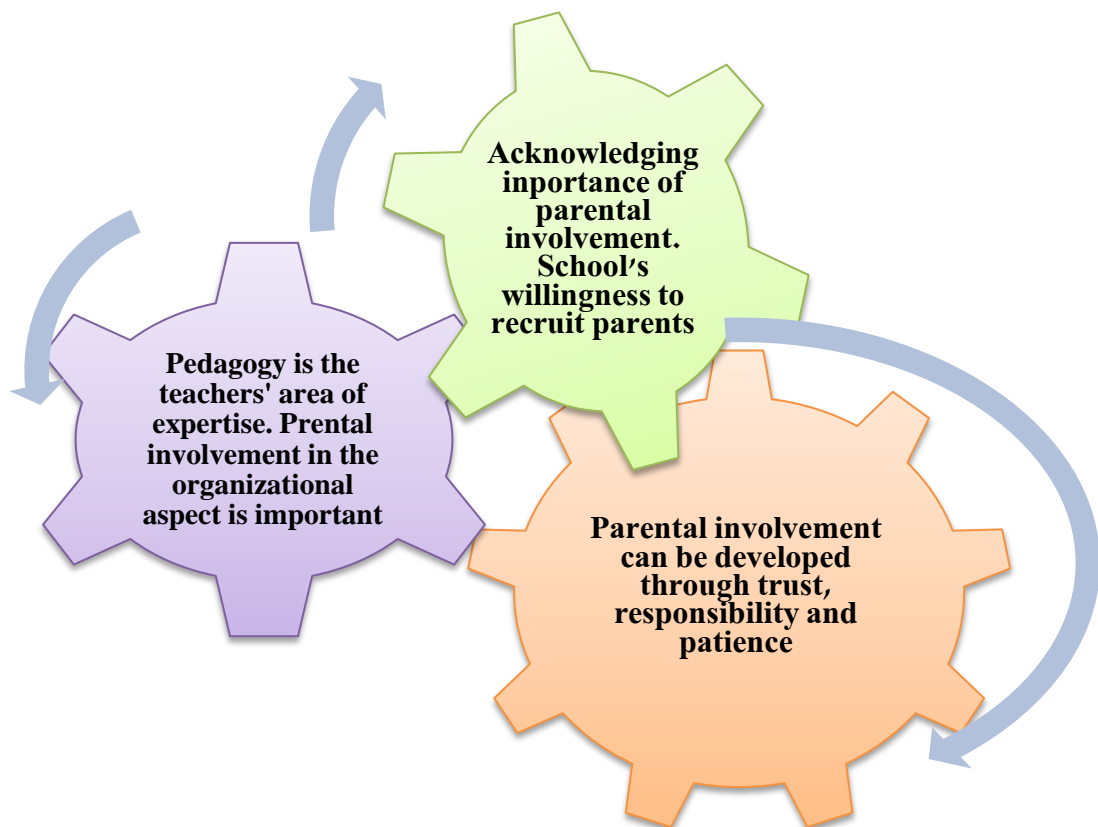 Acknowledging
inportance of
parental
involvement.
School's
willingness to
recruit parents
Pedagogy is the
teachers' area of
expertise. Prental
involvement in the
organizational
aspect is important
Parental involvement
can be developed
through trust,
responsibility and
patience